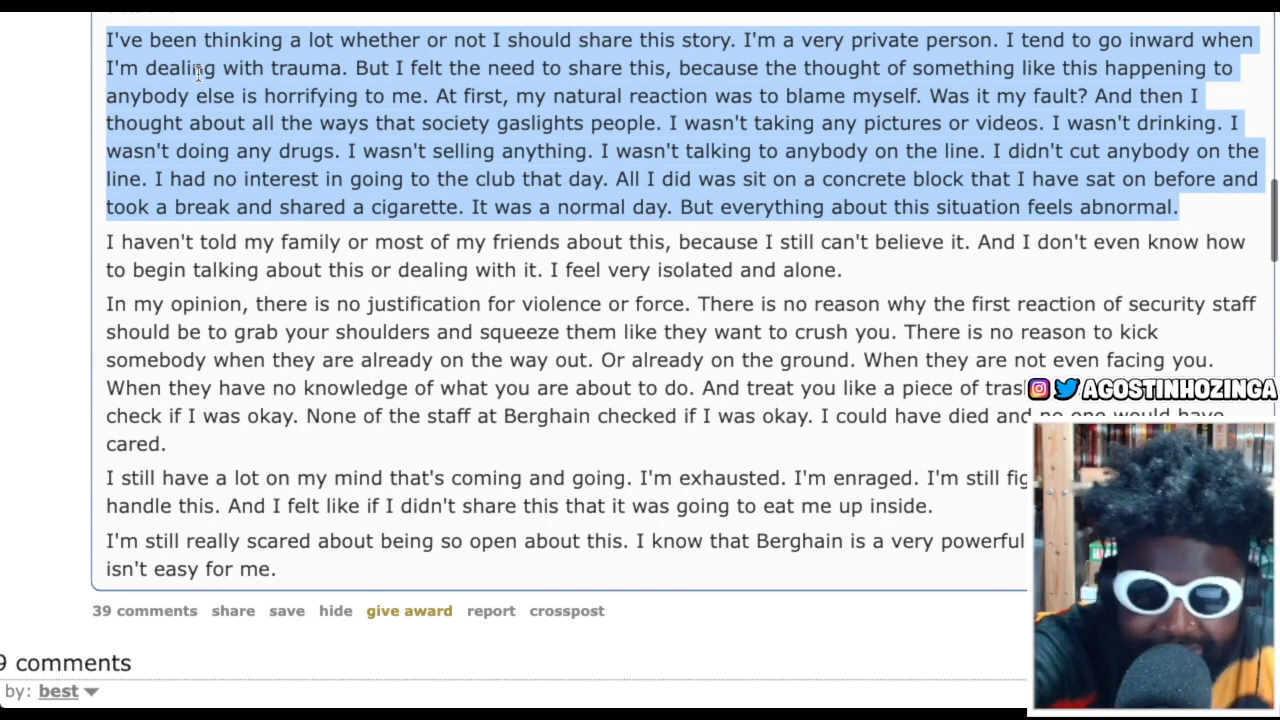 I've been thinking a lot whether or not I should share this story. I'm a very private person. I tend to go inward when
I'm dealing with trauma. But I felt the need to share this, because the thought of something like this happening to
anybody else is horrifying to me. At first, my natural reaction was to blame myself. Was it my fault? And then I
thought about all the ways that society gaslights people. I wasn't taking any pictures or videos. I wasn't drinking. I
wasn't doing any drugs. I wasn't selling anything. I wasn't talking to anybody on the line. I didn't cut anybody on the
line. I had no interest in going to the club that day. All I did was sit on a concrete block that I have sat on before and
took a break and shared a cigarette. It was a normal day. But everything about this situation feels abnormal.
I haven't told my family or most of my friends about this, because I still can't believe it. And I don't even know how
to begin talking about this or dealing with it. I feel very isolated and alone.
In my opinion, there is no justification for violence or force. There is no reason why the first reaction of security staff
should be to grab your shoulders and squeeze them like they want to crush you. There is no reason to kick
somebody when they are already on the way out. Or already on the ground. When they are not even facing you.
When they have no knowledge of what you are about to do. And treat you like a piece of tras
AGOSTINHOZINGA
check if I was okay. None of the staff at Berghain checked if I was okay. I could have died and no one would have
cared.
I still have a lot on my mind that's coming and going. I'm exhausted. I'm enraged. I'm still fig
handle this. And I felt like if I didn't share this that it was going to eat me up inside.
I'm still really scared about being so open about this. I know that Berghain is a very powerful
isn't easy for me.
39 comments share save hide give award report crosspost
9 comments
by: best